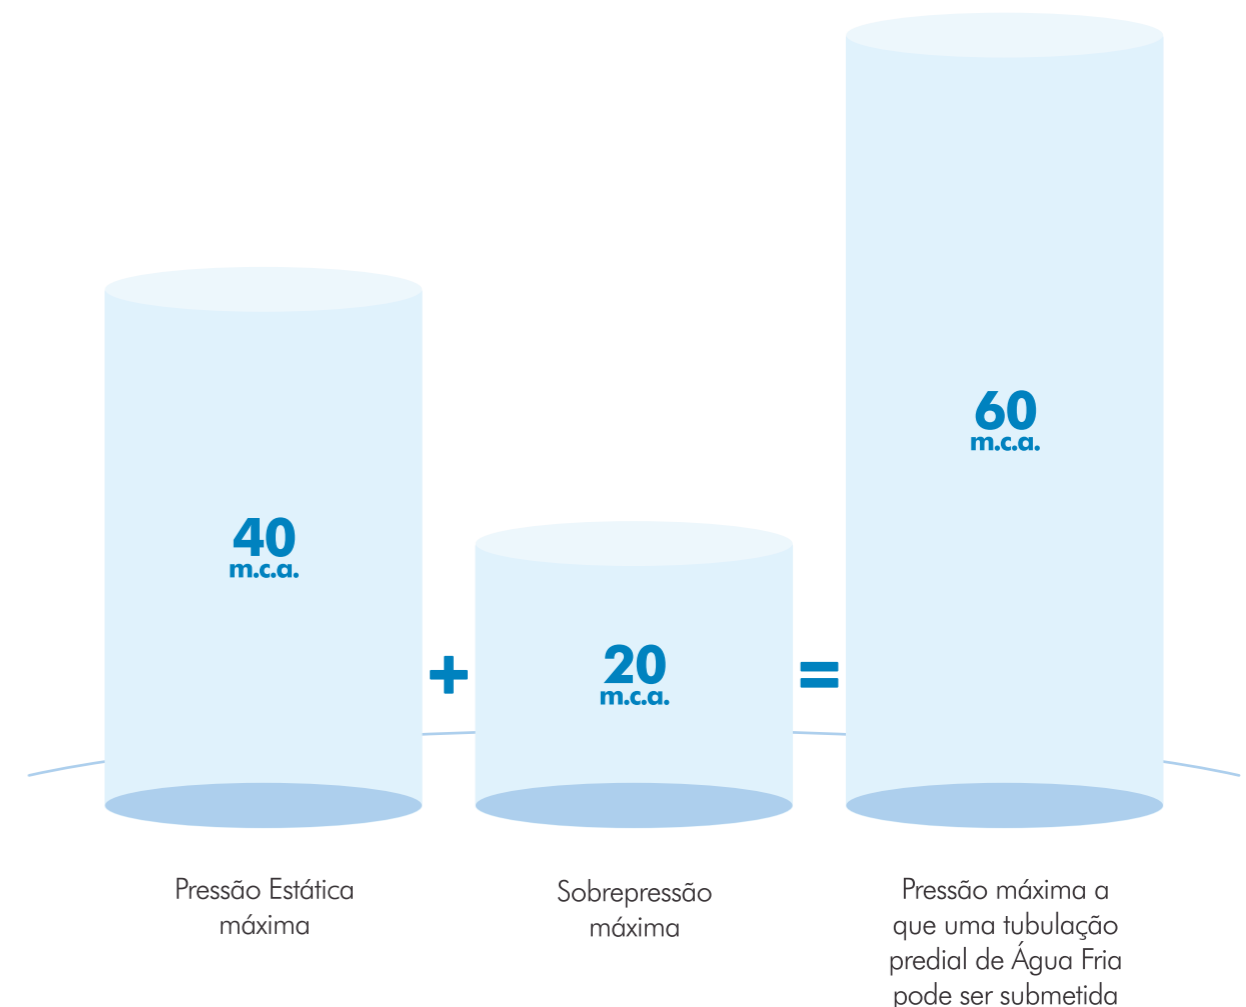 40
m.c.a.
+
20
m.c.a.
=
60
m.c.a.
Pressão Estática
máxima
Sobrepressão
máxima
Pressão máxima a
que uma tubulação
predial de Água Fria
pode ser submetida